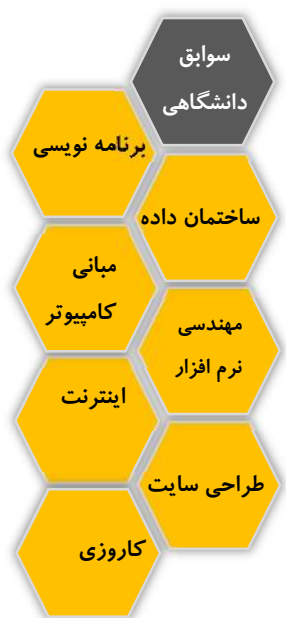 سوابق
دانشگاهی
برنامه نویسی
ساختمان داده
مبانی
کامپیوتر
مهندسی
نرم افزار
اینترنت
طراحی سایت
کاروزی